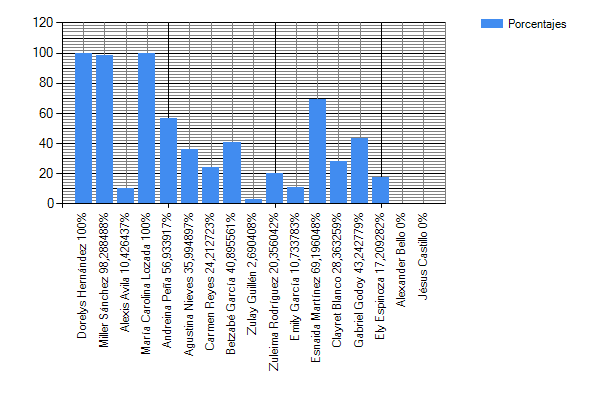 Porcentajes
120
100
80
60
40
20
0
Dorelys Hernández 100%
Miller Sánchez 98,288488%
Alexis Avila 10,426437%
María Carolina Lozada 100%
Andreina Peña 56,933917%
Agustina Nieves 35,994897%
Carmen Reyes 24,212723%
Betzabé García 40,895561%
Zulay Guillén 2,690408%
Zuleima Rodríguez 20,356042%
Emily García 10,733783%
Esnaida Martínez 69,196048%
Clayret Blanco 28,363259%
Gabriel Godoy 43,242779%
Ely Espinoza 17,209282%
Alexander Bello 0%
Jésus Castillo 0%